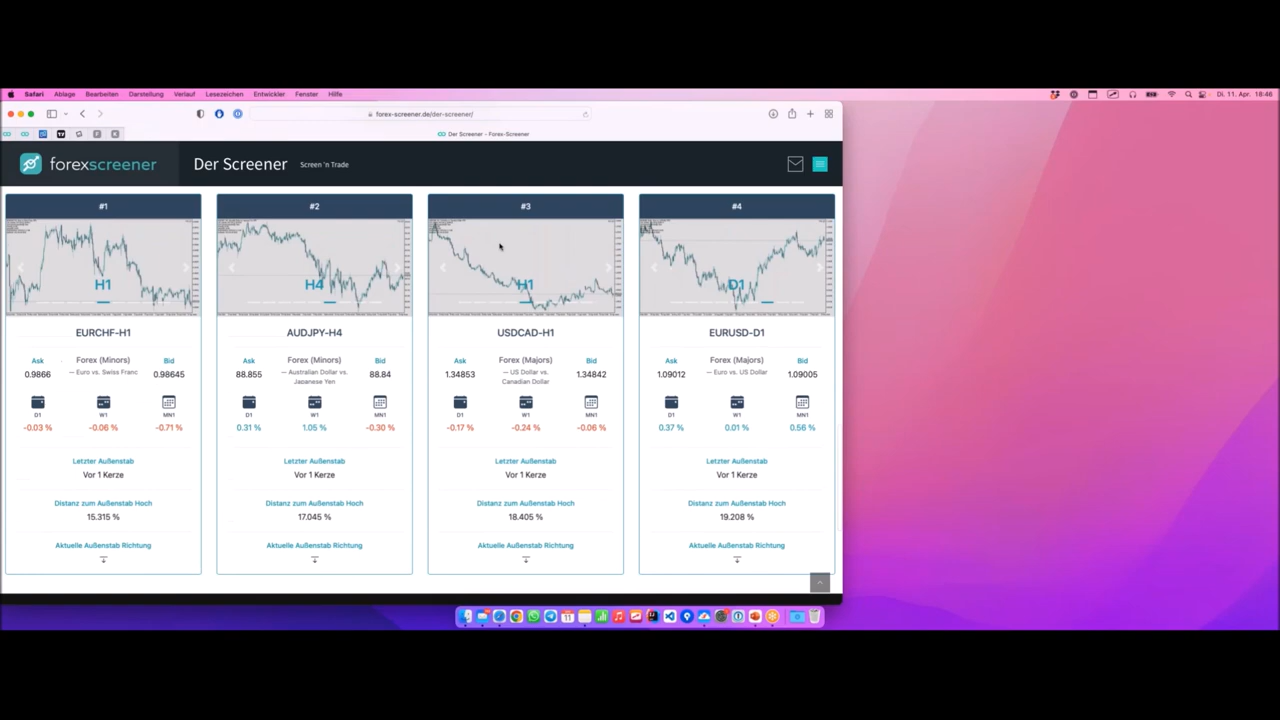 Safari Ablage Bearbeiten Darstellung Verlauf Lesezeichen Entwickler Fenster Hilfe
Di. 11. Apr. 18:46
forex-screener.de/der-screener/
Der Screener – Forex-Screener
forexscreener Der Screener Screen 'n Trade
#1 #2 #3 #4
H1 H4 H1 D1
EURCHF-H1 AUDJPY-H4 USDCAD-H1 EURUSD-D1
Ask Forex (Minors) Bid Ask Forex (Minors) Bid Ask Forex (Majors) Bid Ask Forex (Majors) Bid
0.9866 — Euro vs. Swiss Franc 0.98645 88.855 — Australian Dollar vs. 88.84 1.34853 — US Dollar vs. 1.34842 1.09012 — Euro vs. US Dollar 1.09005
Japanese Yen Canadian Dollar
D1 W1 MN1 D1 W1 MN1 D1 W1 MN1 D1 W1 MN1
-0.03 % -0.06 % -0.71 % 0.31 % 1.05 % -0.30 % -0.17 % -0.24 % -0.06 % 0.37 % 0.01 % 0.56 %
Letzter Außenstab Letzter Außenstab Letzter Außenstab Letzter Außenstab
Vor 1 Kerze Vor 1 Kerze Vor 1 Kerze Vor 1 Kerze
Distanz zum Außenstab Hoch Distanz zum Außenstab Hoch Distanz zum Außenstab Hoch Distanz zum Außenstab Hoch
15.315 % 17.045 % 18.405 % 19.208 %
Aktuelle Außenstab Richtung Aktuelle Außenstab Richtung Aktuelle Außenstab Richtung Aktuelle Außenstab Richtung